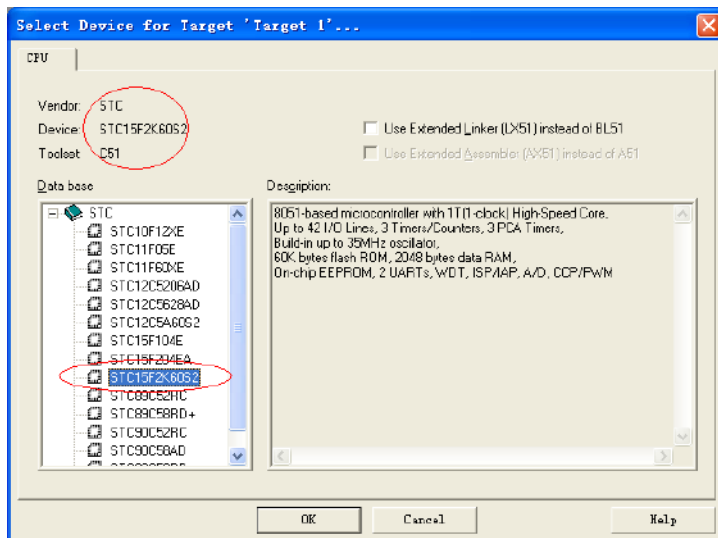 Select Device for Target 'Target 1'...
CPU
Vendor: STC
Device: STC15F2K60S2
Toolset C51
Use Extended Linker (LX51) instead of BL51
Use Extended Assembler (AX51) instead of A51
Data base
Description:
STC
STC10F12XE
STC11F05E
STC11F60XE
STC12C5206AD
STC12C5628AD
STC12C5A60S2
STC15F104E
STC15F204EA
STC15F2K60S2
STC89C52RC
STC89C58RD+
STC90C52RC
STC90C58AD
8051-based microcontroller with 1T(1-clock) High-Speed Core,
Up to 42 I/O Lines, 3 Timers/Counters, 3 PCA Timers,
Build-in up to 35MHz oscillator,
60K bytes flash ROM, 2048 bytes data RAM,
On-chip EEPROM, 2 UARTs, WDT, ISP/IAP, A/D, CCP/PWM
OK
Cancel
Help